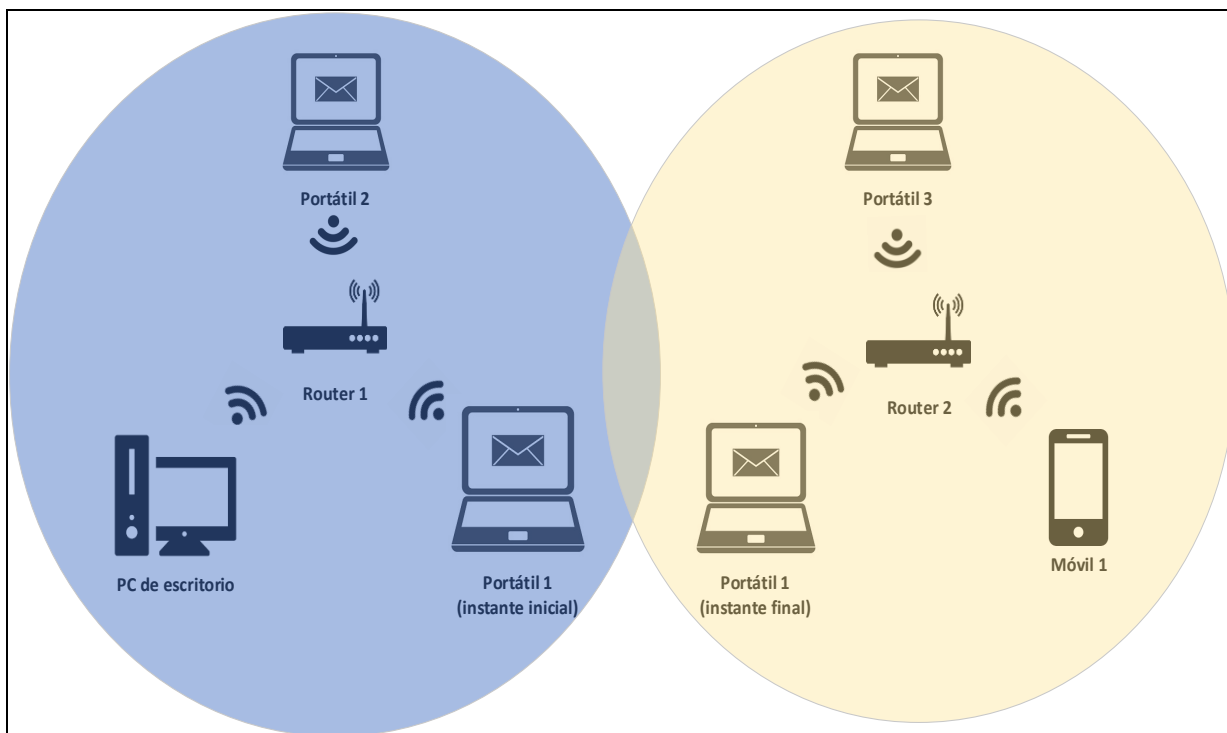 Portátil 2
Portátil 3
Router 1
Router 2
PC de escritorio
Portátil 1
(instante inicial)
Portátil 1
(instante final)
Móvil 1